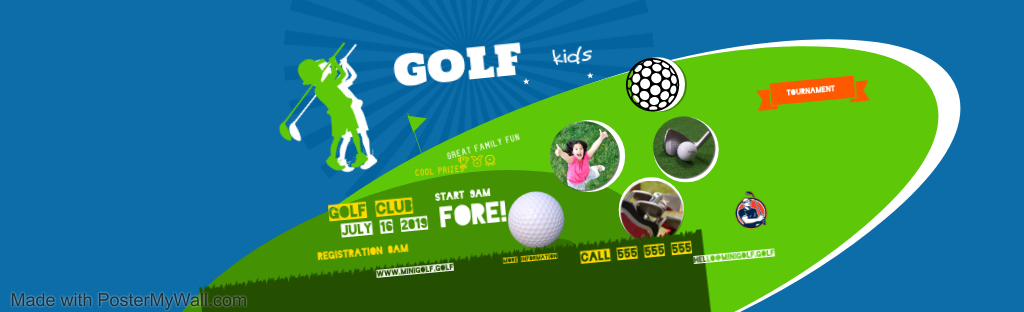 GOLF
kids
TOURNAMENT
GREAT FAMILY FUN
COOL PRIZES
START 9AM
GOLF CLUB
FORE!
JULY 16 2019
REGISTRATION 8AM
MORE INFORMATION
CALL 555 555 555
WWW.MINIGOLF.GOLF
HELLO@MINIGOLF.GOLF
Made with PosterMyWall.com